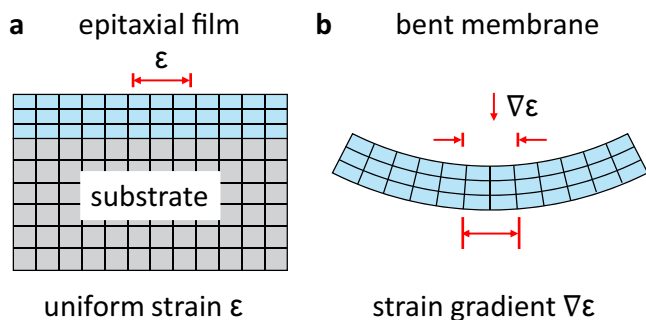 a epitaxial film
ε
substrate
uniform strain ε
b bent membrane
∇ε
strain gradient ∇ε